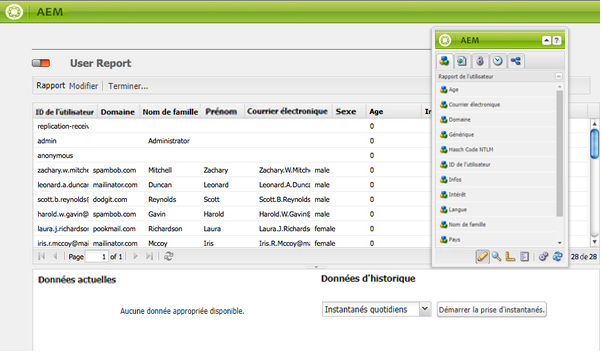 AEM
User Report
Rapport Modifier Terminer...
ID de l'utilisateur Domaine Nom de famille Prénom Courrier électronique Sexe Age
replication-receiv 0
admin Administrator 0
anonymous 0
zachary.w.mitche spambob.com Mitchell Zachary Zachary.W.Mitche male 0
leonard.a.duncar mailinator.com Duncan Leonard Leonard.A.Duncar male 0
scott.b.reynolds( dodgit.com Reynolds Scott Scott.B.Reynolds( male 0
harold.w.gavin@ spambob.com Gavin Harold Harold.W.Gavin@ male 0
laura.j.richardson pookmail.com Richardson Laura Laura.J.Richards female 0
iris.r.mccoy@mai mailinator.com Mccoy Iris Iris.R.McCoy@mai female 0
Page 1 of 1
28 de 28
AEM
?
Rapport de l'utilisateur
Age
Courrier électronique
Domaine
Générique
Hasch Code NTLM
ID de l'utilisateur
Infos
Intérêt
Langue
Nom de famille
Pays
Données actuelles
Aucune donnée appropriée disponible.
Données d'historique
Instantanés quotidiens
Démarrer la prise d'instantanés.